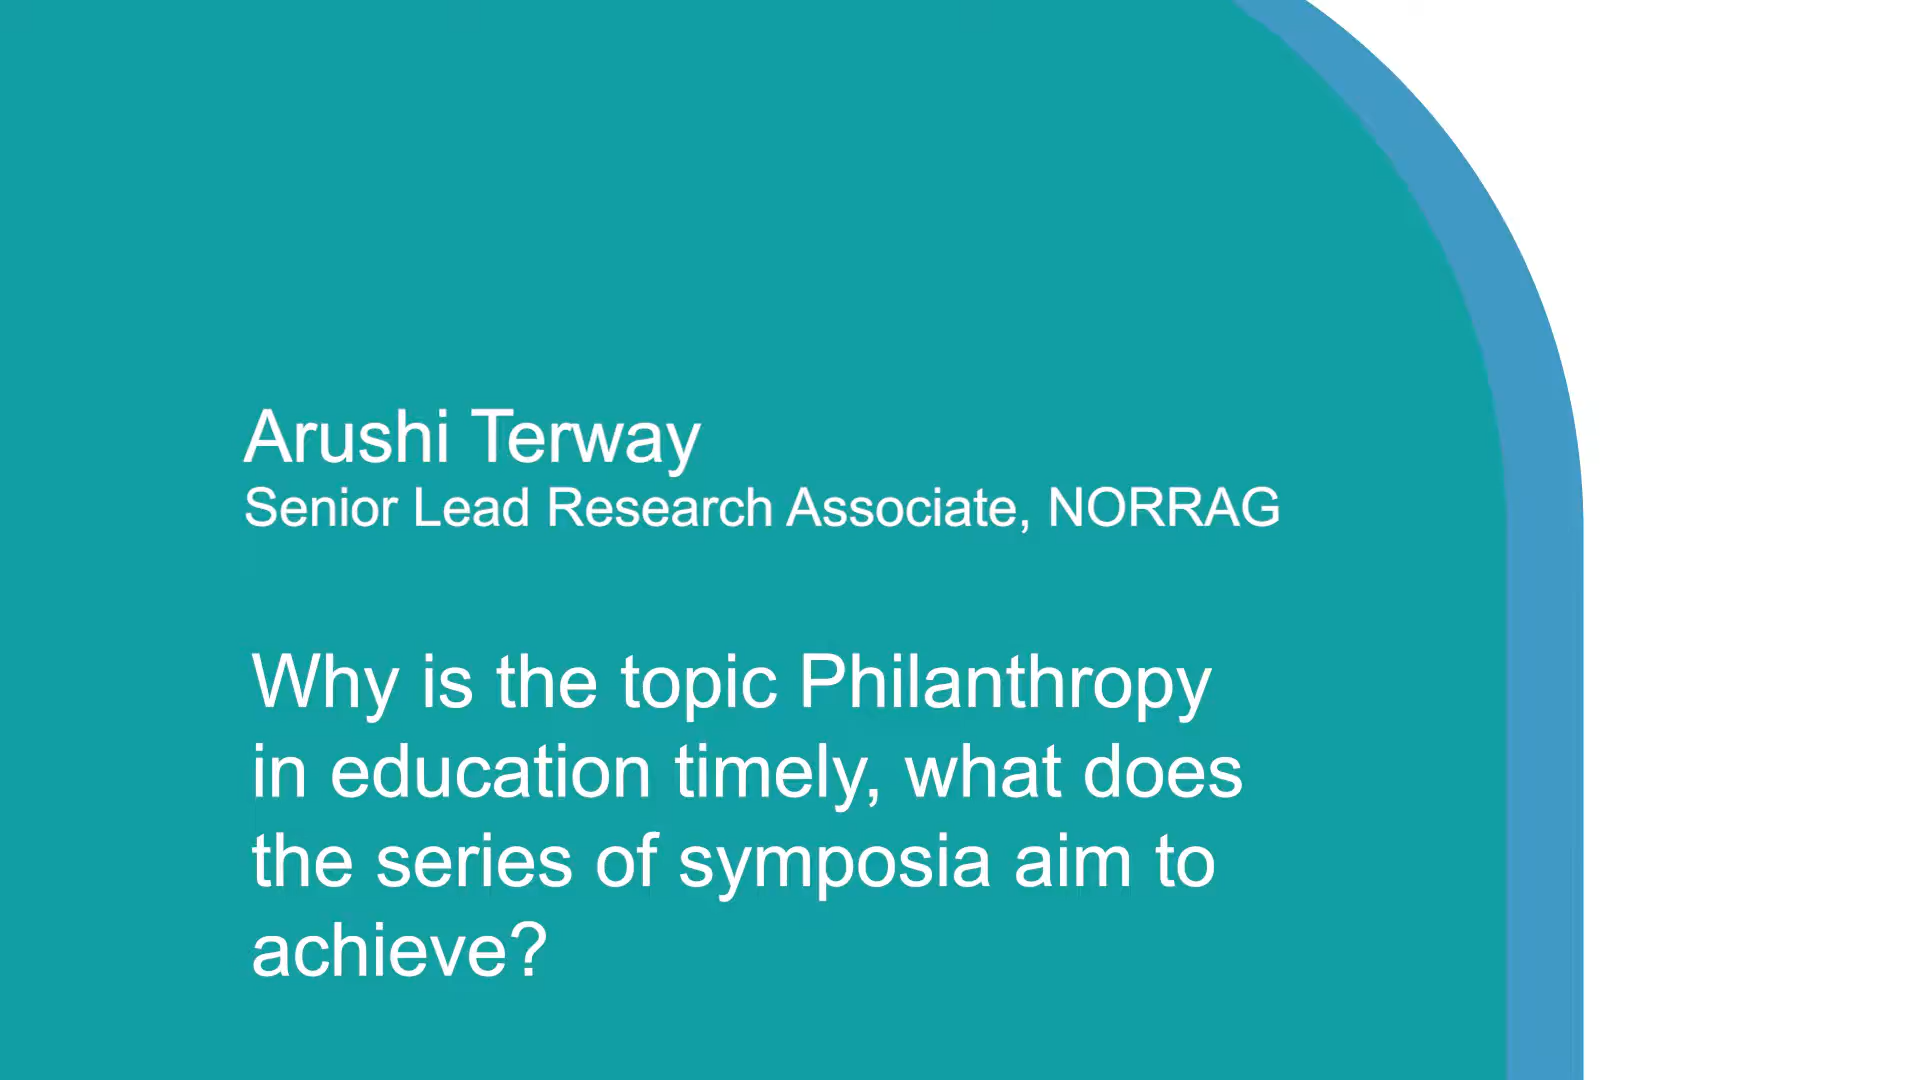 Arushi Terway
Senior Lead Research Associate, NORRAG
Why is the topic Philanthropy
in education timely, what does
the series of symposia aim to
achieve?